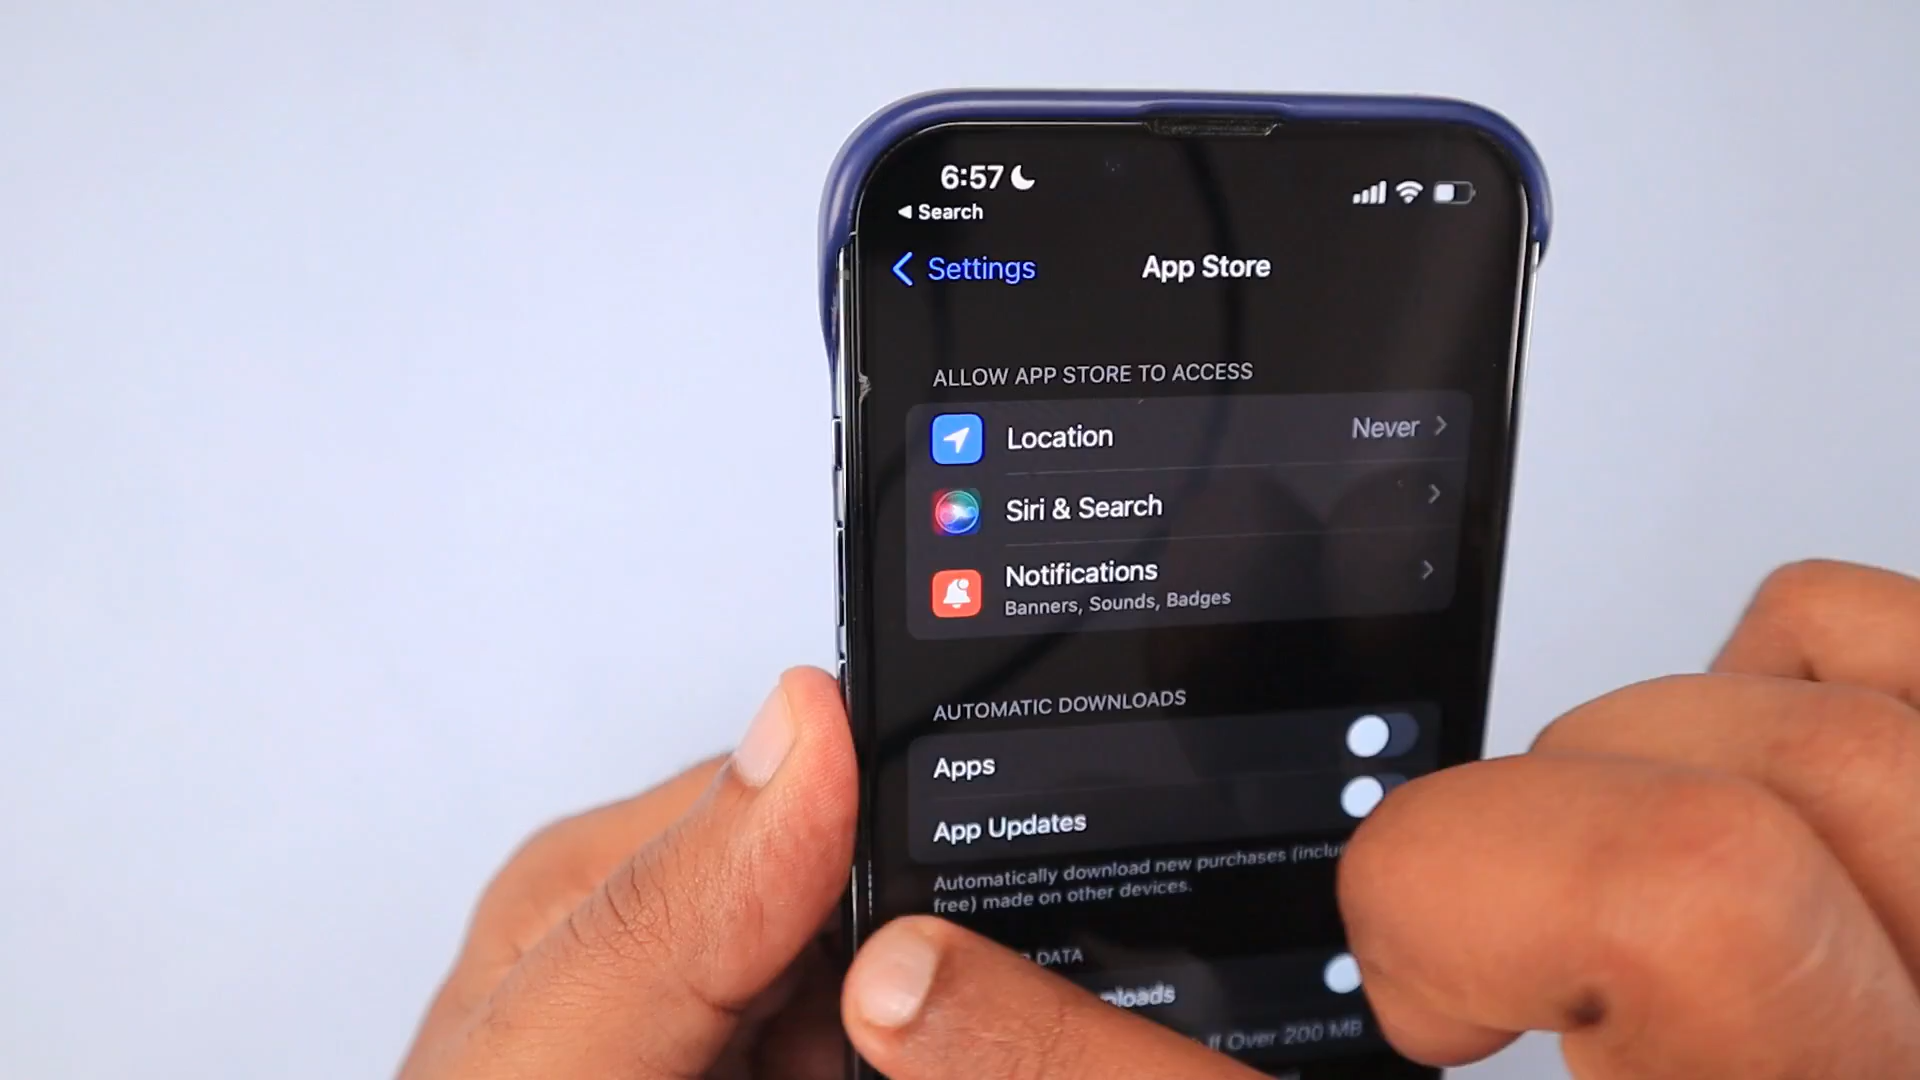 6:57
Search
Settings
App Store
ALLOW APP STORE TO ACCESS
Location Never
Siri & Search
Notifications
Banners, Sounds, Badges
AUTOMATIC DOWNLOADS
Apps
App Updates
Automatically download new purchases
free) made on other devices.
DATA
Over 200 MB